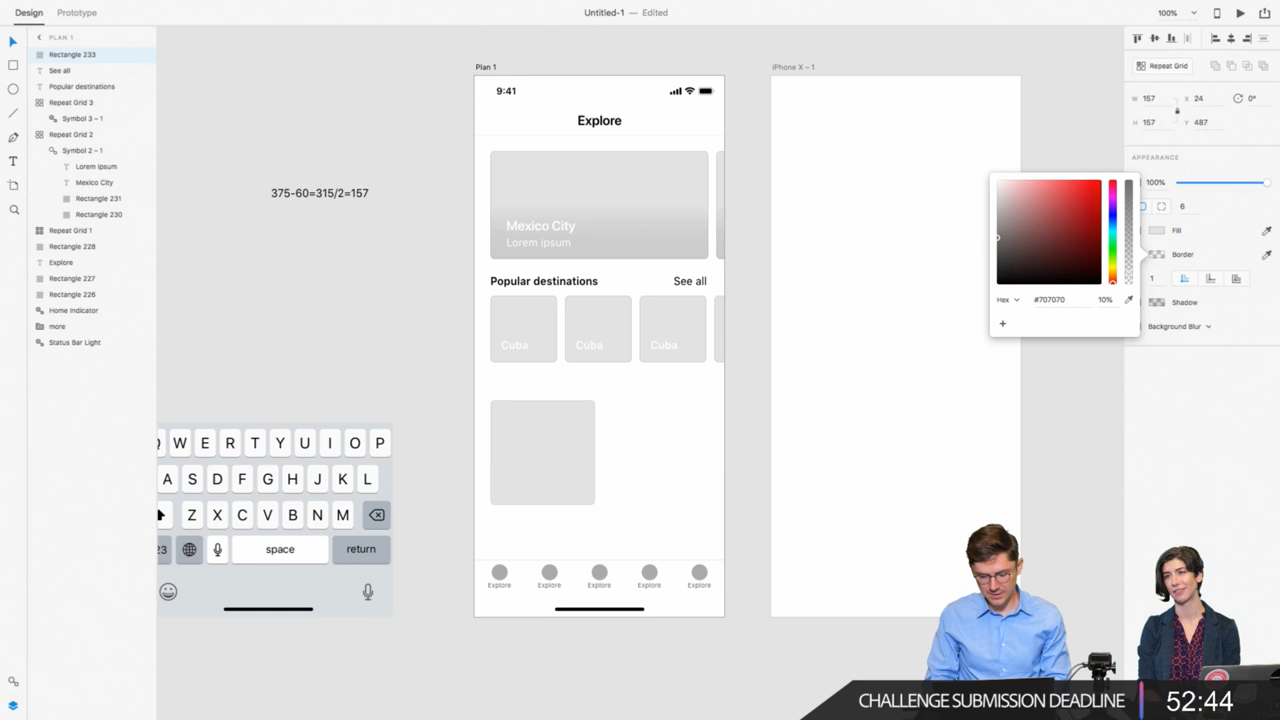 Design
Prototype
Untitled-1 — Edited
100%
PLAN 1
Rectangle 233
See all
Popular destinations
Repeat Grid 3
Symbol 3 – 1
Repeat Grid 2
Symbol 2 – 1
Lorem ipsum
Mexico City
Rectangle 231
Rectangle 230
Repeat Grid 1
Rectangle 228
Explore
Rectangle 227
Rectangle 226
Home Indicator
more
Status Bar Light
375-60=315/2=157
Q W E R T Y U I O P
A S D F G H J K L
Z X C V B N M
23
space
return
Plan 1
9:41
Explore
Mexico City
Lorem ipsum
Popular destinations
See all
Cuba
Cuba
Cuba
Explore
Explore
Explore
Explore
Explore
iPhone X – 1
Hex
#707070
10%
+
Repeat Grid
W 157
X 24
0°
H 157
Y 487
APPEARANCE
100%
6
Fill
Border
1
Shadow
Background Blur
CHALLENGE SUBMISSION DEADLINE
52:44